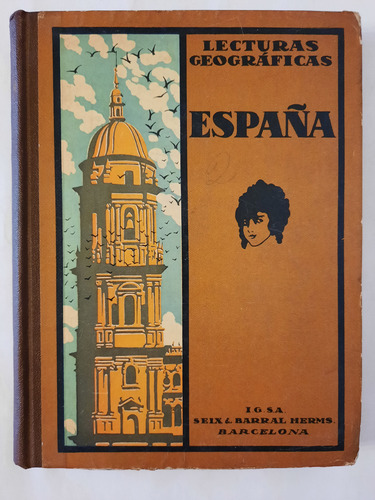 LECTURAS
GEOGRÁFICAS
ESPAÑA
I.G. S.A.
SEIX & BARRAL HERMS.
BARCELONA